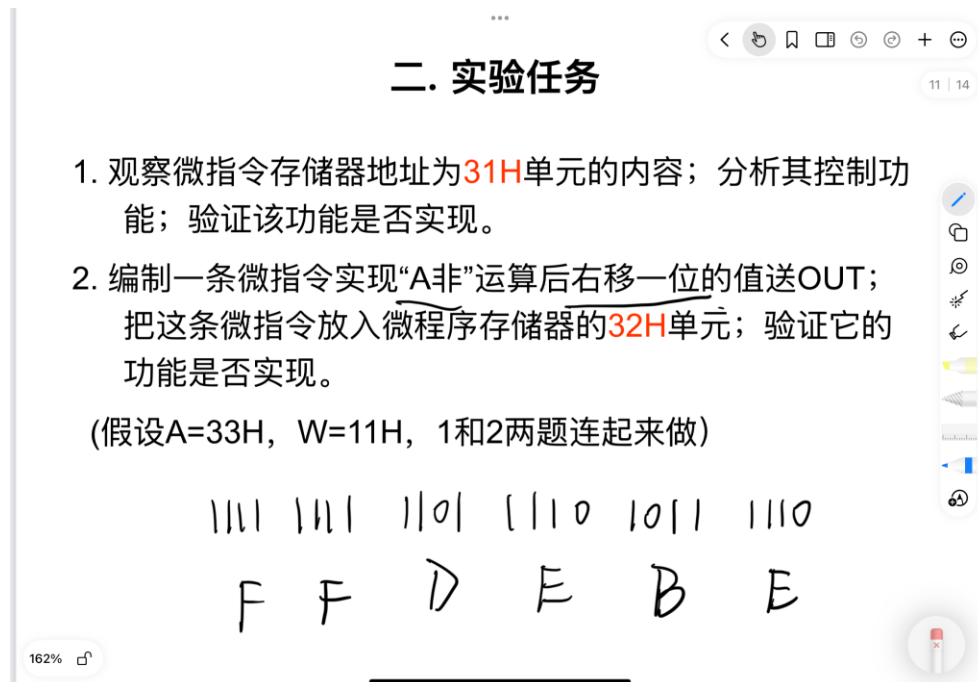 11 | 14
二. 实验任务
1. 观察微指令存储器地址为31H单元的内容；分析其控制功
能；验证该功能是否实现。
2. 编制一条微指令实现“A非”运算后右移一位的值送OUT；
把这条微指令放入微程序存储器的32H单元；验证它的
功能是否实现。
(假设A=33H，W=11H，1和2两题连起来做）
1111 1111 1101 1110 1011 1110
F F D E B E
162%